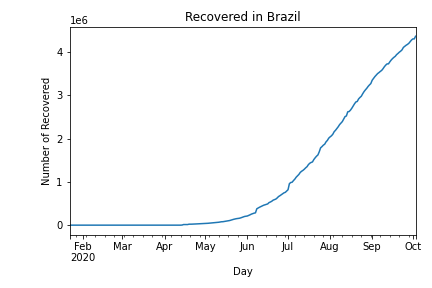 Recovered in Brazil
1e6
4
3
2
1
0
Number of Recovered
Feb Mar Apr May Jun Jul Aug Sep Oct
2020
Day